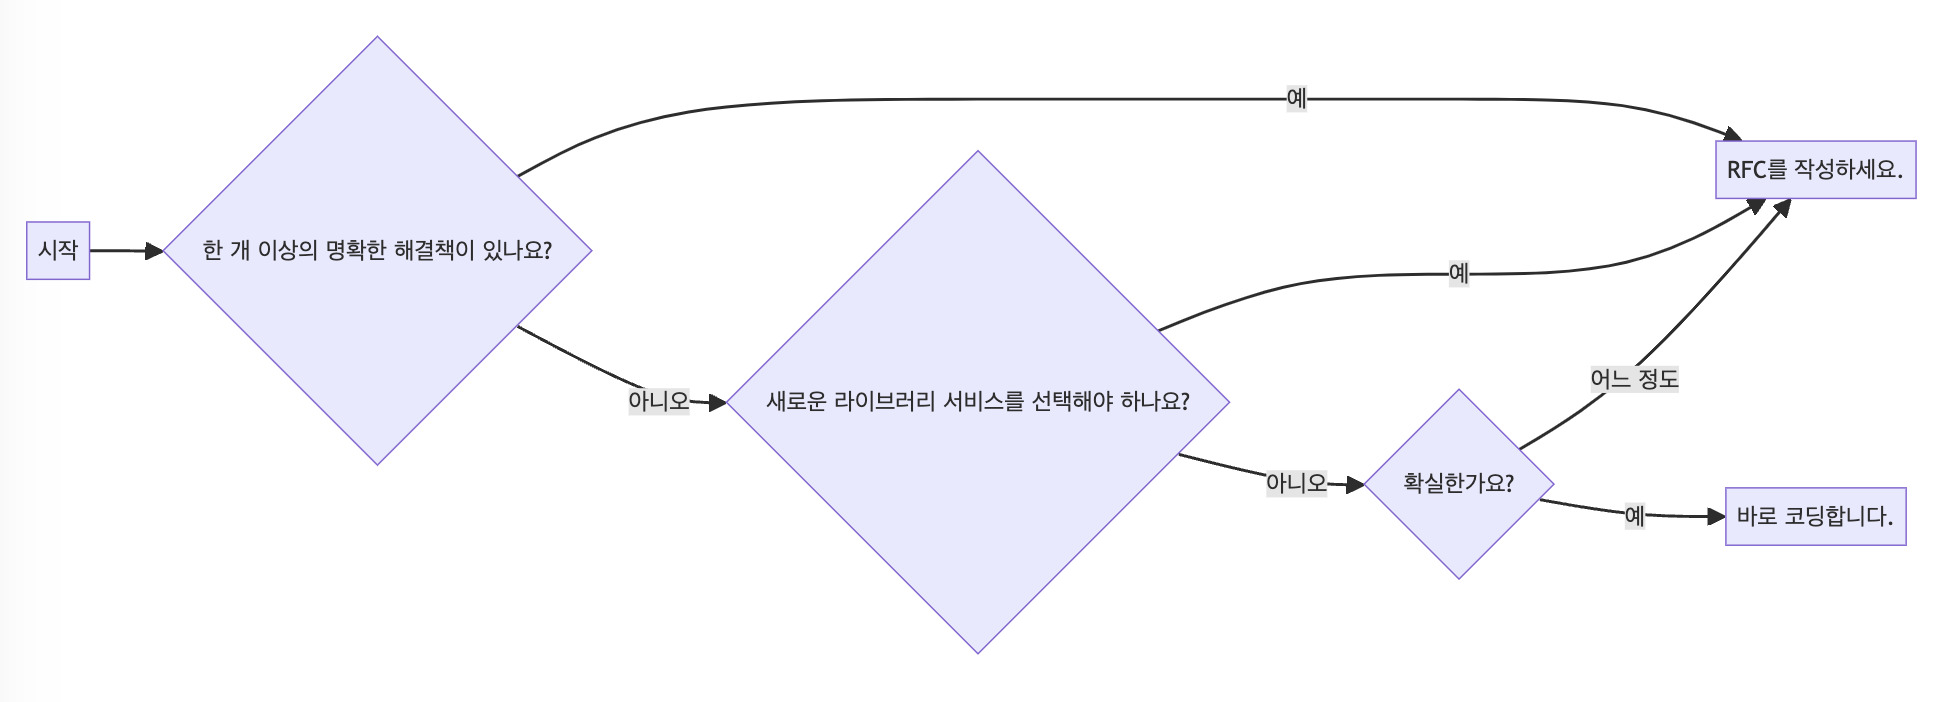 시작
한 개 이상의 명확한 해결책이 있나요?
예
RFC를 작성하세요.
아니오
새로운 라이브러리 서비스를 선택해야 하나요?
예
아니오
확실한가요?
어느 정도
예
바로 코딩합니다.